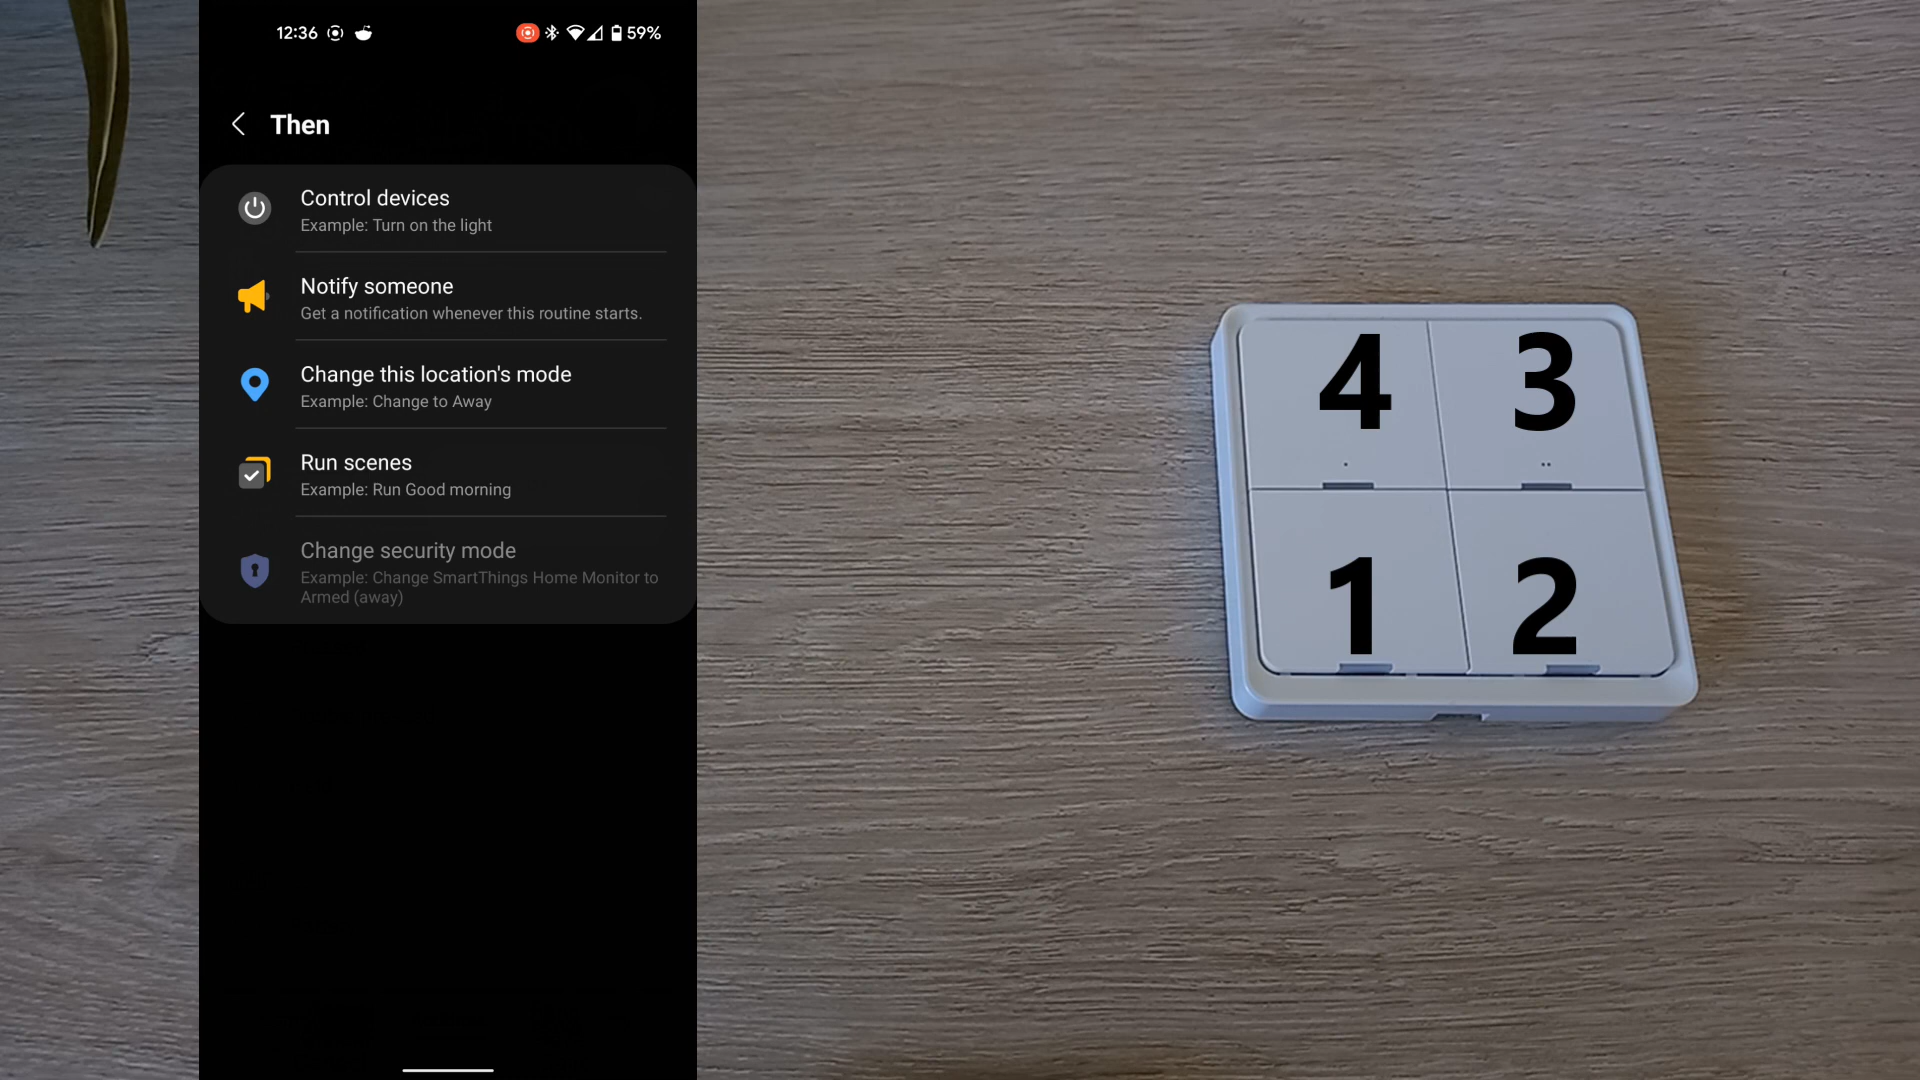 12:36
59%
Then
Control devices
Example: Turn on the light
Notify someone
Get a notification whenever this routine starts.
Change this location's mode
Example: Change to Away
Run scenes
Example: Run Good morning
Change security mode
Example: Change SmartThings Home Monitor to
Armed (away)
4 3
1 2